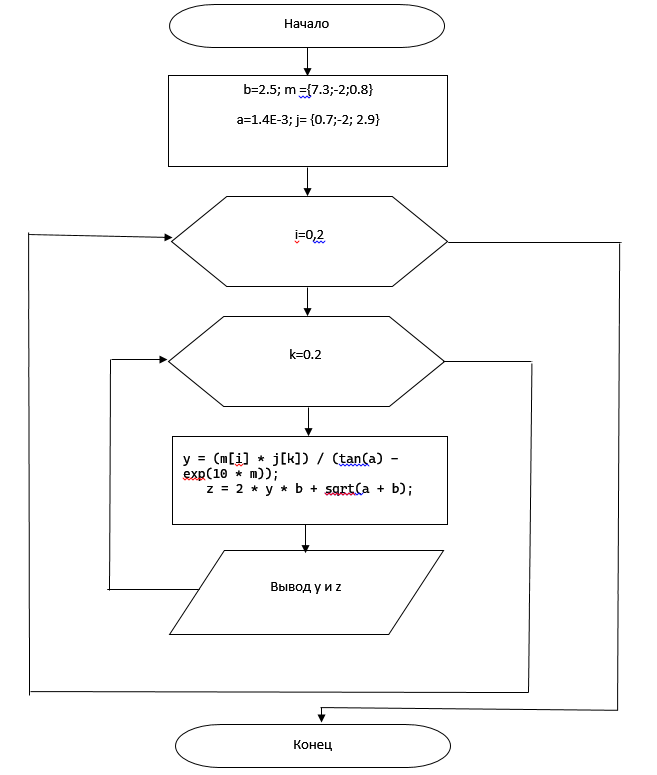 Начало
b=2.5; m ={7.3;-2;0.8}
a=1.4E-3; j= {0.7;-2; 2.9}
i=0,2
k=0.2
y = (m[i] * j[k]) / (tan(a) –
exp(10 * m));
z = 2 * y * b + sqrt(a + b);
Вывод y и z
Конец